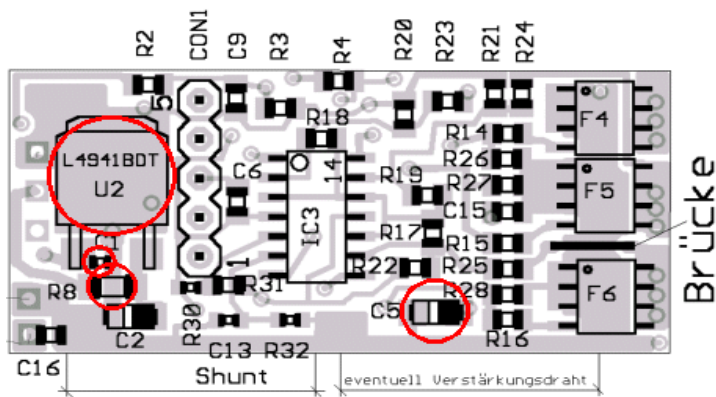 R2 CON1 C9 R3 R4 R20 R23 R21 R24
5
R18
F4
R14
L4941BDT
U2
C6
14
R26
R19
R27
F5
IC3
C15
R17
Brücke
C1
1
R15
R22
R25
R8
R31
R28
F6
C2
R30
C5
R16
C13 R32
C16
Shunt
eventuell Verstärkungsdraht